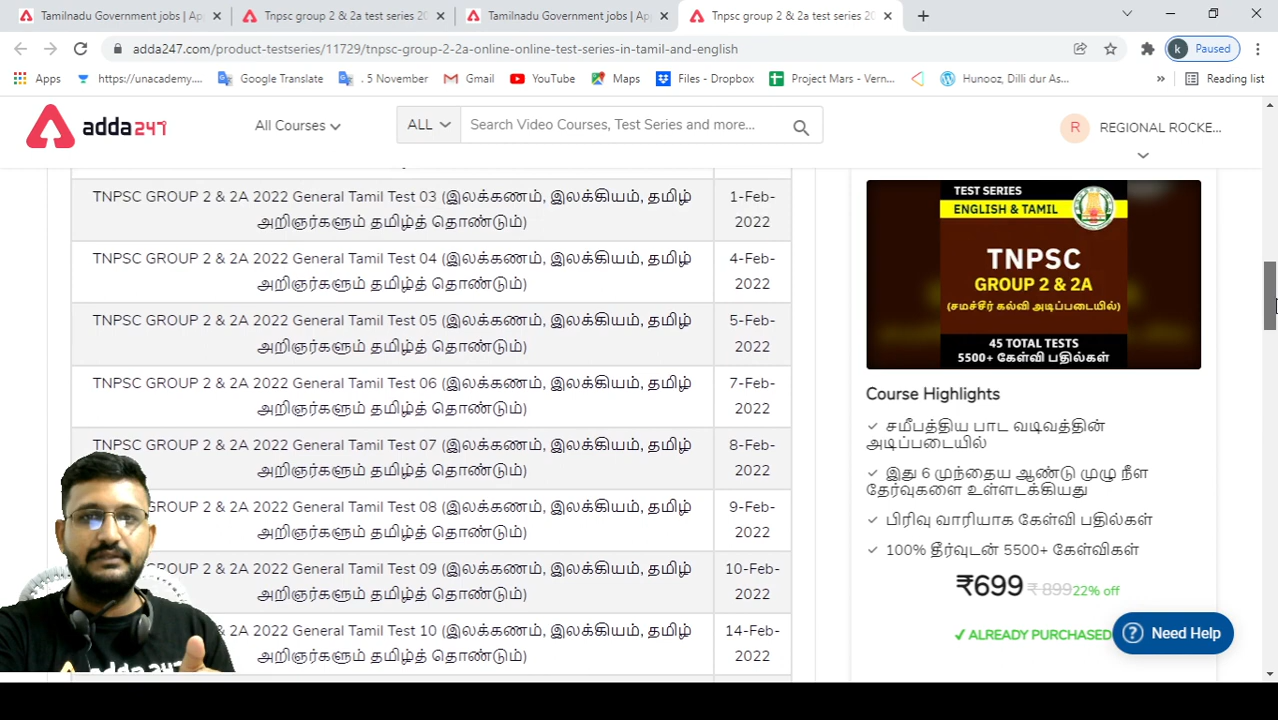 Tamilnadu Government jobs | Ap
Tnpsc group 2 & 2a test series 20
Tamilnadu Government jobs | Ap
Tnpsc group 2 & 2a test series 20
adda247.com/product-testseries/11729/tnpsc-group-2-2a-online-online-test-series-in-tamil-and-english
k Paused
Apps https://unacademy.... Google Translate . 5 November Gmail YouTube Maps Files - Dropbox Project Mars - Vern... Hunooz, Dilli dur As... » Reading list
adda247 All Courses ALL Search Video Courses, Test Series and more... R REGIONAL ROCKE...
TNPSC GROUP 2 & 2A 2022 General Tamil Test 03 (இலக்கணம், இலக்கியம், தமிழ் 1-Feb-
அறிஞர்களும் தமிழ்த் தொண்டும்) 2022
TNPSC GROUP 2 & 2A 2022 General Tamil Test 04 (இலக்கணம், இலக்கியம், தமிழ் 4-Feb-
அறிஞர்களும் தமிழ்த் தொண்டும்) 2022
TNPSC GROUP 2 & 2A 2022 General Tamil Test 05 (இலக்கணம், இலக்கியம், தமிழ் 5-Feb-
அறிஞர்களும் தமிழ்த் தொண்டும்) 2022
TNPSC GROUP 2 & 2A 2022 General Tamil Test 06 (இலக்கணம், இலக்கியம், தமிழ் 7-Feb-
அறிஞர்களும் தமிழ்த் தொண்டும்) 2022
TNPSC GROUP 2 & 2A 2022 General Tamil Test 07 (இலக்கணம், இலக்கியம், தமிழ் 8-Feb-
அறிஞர்களும் தமிழ்த் தொண்டும்) 2022
GROUP 2 & 2A 2022 General Tamil Test 08 (இலக்கணம், இலக்கியம், தமிழ் 9-Feb-
அறிஞர்களும் தமிழ்த் தொண்டும்) 2022
GROUP 2 & 2A 2022 General Tamil Test 09 (இலக்கணம், இலக்கியம், தமிழ் 10-Feb-
அறிஞர்களும் தமிழ்த் தொண்டும்) 2022
& 2A 2022 General Tamil Test 10 (இலக்கணம், இலக்கியம், தமிழ் 14-Feb-
அறிஞர்களும் தமிழ்த் தொண்டும்) 2022
TEST SERIES
ENGLISH & TAMIL
TNPSC
GROUP 2 & 2A
(சமச்சீர் கல்வி அடிப்படையில்)
45 TOTAL TESTS
5500+ கேள்வி பதில்கள்
Course Highlights
✓ சமீபத்திய பாட வடிவத்தின்
அடிப்படையில்
✓ இது 6 முந்தைய ஆண்டு முழு நீள
தேர்வுகளை உள்ளடக்கியது
✓ பிரிவு வாரியாக கேள்வி பதில்கள்
✓ 100% தீர்வுடன் 5500+ கேள்விகள்
₹699 ₹ 899 22% off
✓ ALREADY PURCHASED
? Need Help
adda247